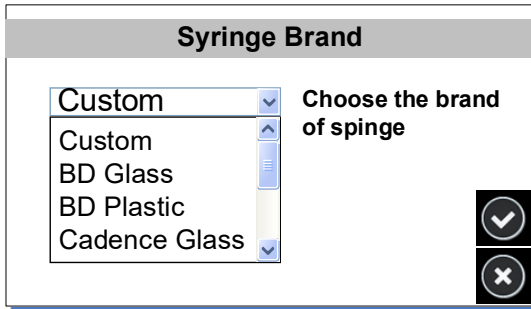 Syringe Brand
Custom
Choose the brand
of spinge
Custom
BD Glass
BD Plastic
Cadence Glass